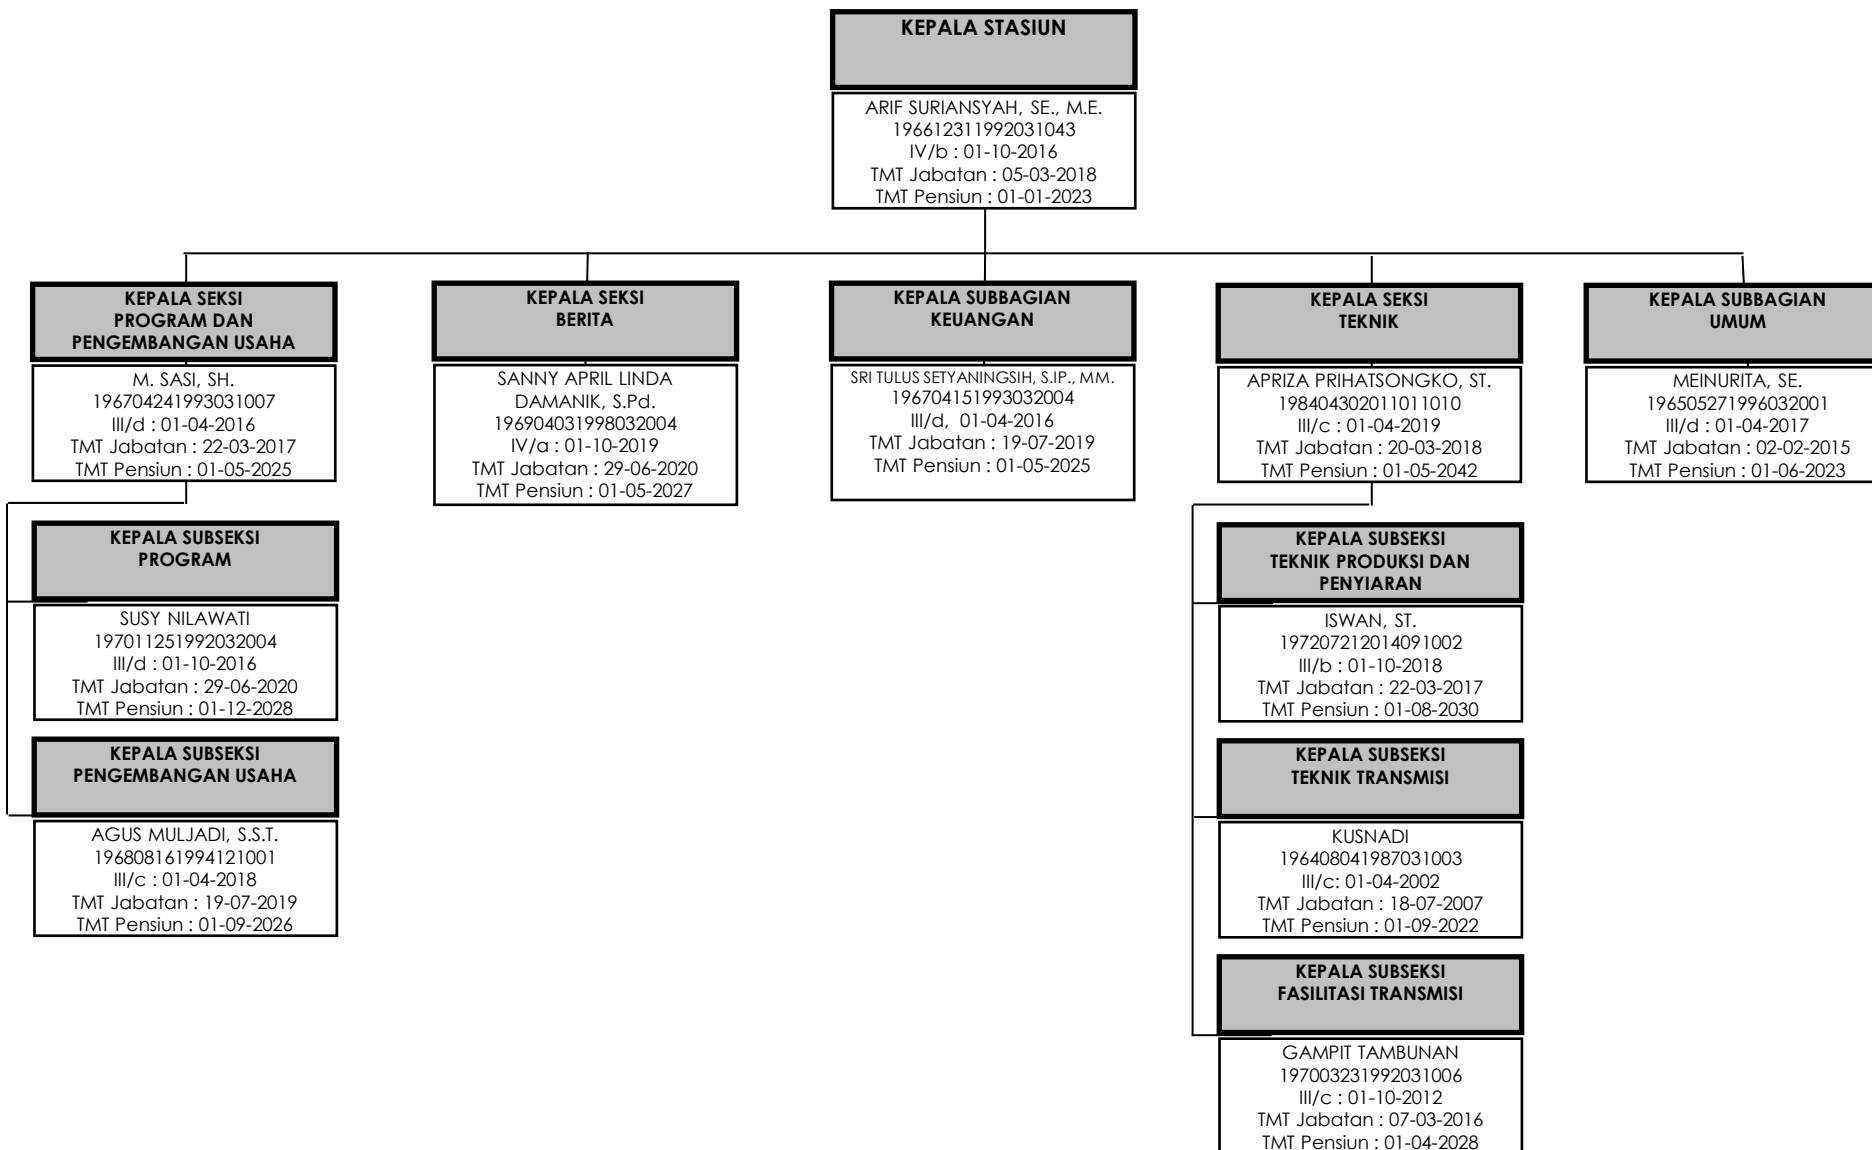 KEPALA STASIUN
ARIF SURIANSYAH, SE., M.E.
196612311992031043
IV/b : 01-10-2016
TMT Jabatan : 05-03-2018
TMT Pensiun : 01-01-2023
KEPALA SEKSI
PROGRAM DAN
PENGEMBANGAN USAHA
M. SASI, SH.
196704241993031007
III/d : 01-04-2016
TMT Jabatan : 22-03-2017
TMT Pensiun : 01-05-2025
KEPALA SUBSEKSI
PROGRAM
SUSY NILAWATI
197011251992032004
III/d : 01-10-2016
TMT Jabatan : 29-06-2020
TMT Pensiun : 01-12-2028
KEPALA SUBSEKSI
PENGEMBANGAN USAHA
AGUS MULJADI, S.S.T.
196808161994121001
III/c : 01-04-2018
TMT Jabatan : 19-07-2019
TMT Pensiun : 01-09-2026
KEPALA SEKSI
BERITA
SANNY APRIL LINDA
DAMANIK, S.Pd.
196904031998032004
IV/a : 01-10-2019
TMT Jabatan : 29-06-2020
TMT Pensiun : 01-05-2027
KEPALA SUBBAGIAN
KEUANGAN
SRI TULUS SETYANINGSIH, S.IP., MM.
196704151993032004
III/d, 01-04-2016
TMT Jabatan : 19-07-2019
TMT Pensiun : 01-05-2025
KEPALA SEKSI
TEKNIK
APRIZA PRIHATSONGKO, ST.
198404302011011010
III/c : 01-04-2019
TMT Jabatan : 20-03-2018
TMT Pensiun : 01-05-2042
KEPALA SUBSEKSI
TEKNIK PRODUKSI DAN
PENYIARAN
ISWAN, ST.
197207212014091002
III/b : 01-10-2018
TMT Jabatan : 22-03-2017
TMT Pensiun : 01-08-2030
KEPALA SUBSEKSI
TEKNIK TRANSMISI
KUSNADI
196408041987031003
III/c: 01-04-2002
TMT Jabatan : 18-07-2007
TMT Pensiun : 01-09-2022
KEPALA SUBSEKSI
FASILITASI TRANSMISI
GAMPIT TAMBUNAN
197003231992031006
III/c : 01-10-2012
TMT Jabatan : 07-03-2016
TMT Pensiun : 01-04-2028
KEPALA SUBBAGIAN
UMUM
MEINURITA, SE.
196505271996032001
III/d : 01-04-2017
TMT Jabatan : 02-02-2015
TMT Pensiun : 01-06-2023